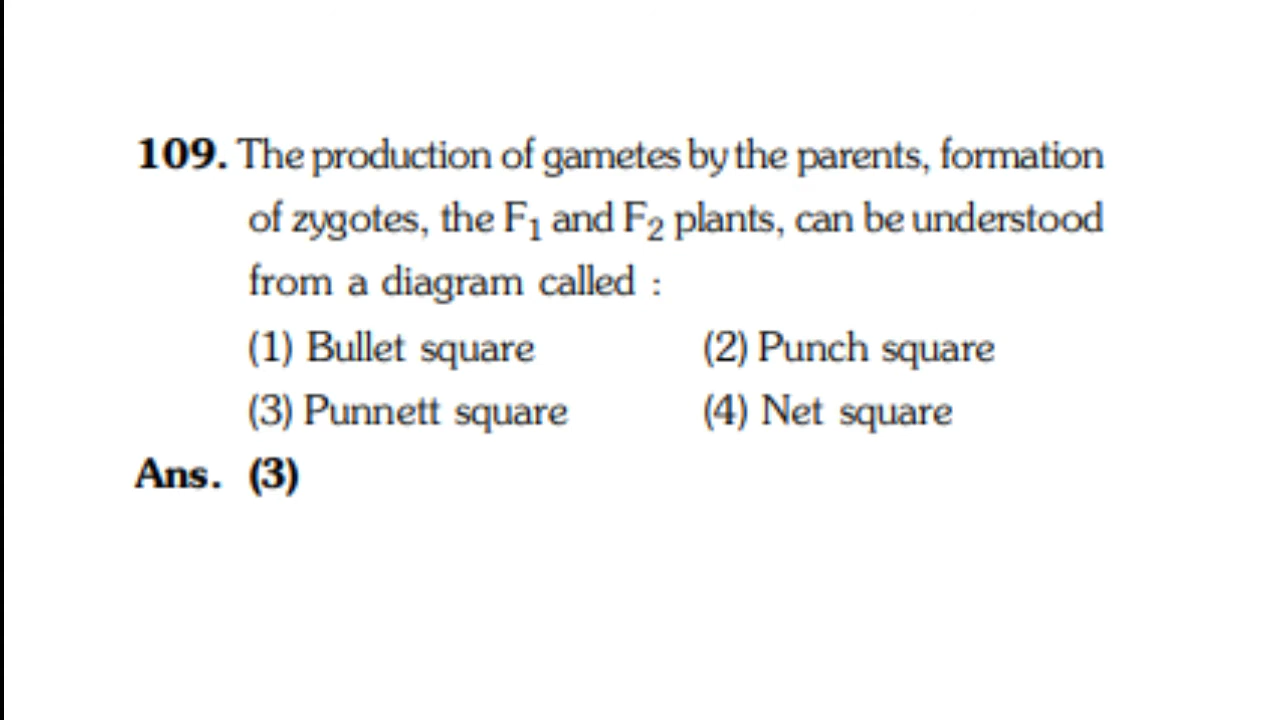 109. The production of gametes by the parents, formation
of zygotes, the F₁ and F₂ plants, can be understood
from a diagram called :
(1) Bullet square (2) Punch square
(3) Punnett square (4) Net square
Ans. (3)